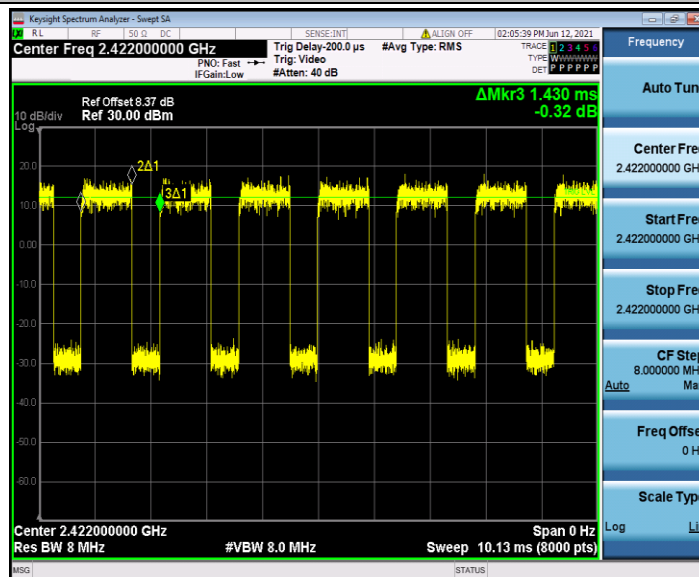 Keysight Spectrum Analyzer - Swept SA
RL RF 50 Ω DC SENSE:INT ALIGN OFF 02:05:39 PM Jun 12, 2021
Center Freq 2.422000000 GHz
PNO: Fast
IFGain:Low
Trig Delay-200.0 µs
Trig: Video
#Atten: 40 dB
#Avg Type: RMS
TRACE 1 2 3 4 5 6
TYPE WWWWWW
DET P P P P P P
Frequency
Ref Offset 8.37 dB
10 dB/div Ref 30.00 dBm
Log
ΔMkr3 1.430 ms
-0.32 dB
20.0
10.0
0.00
-10.0
-20.0
-30.0
-40.0
-50.0
-60.0
2Δ1
3Δ1
Auto Tun
Center Fre
2.422000000 GH
Start Fre
2.422000000 GH
Stop Fre
2.422000000 GH
CF Step
8.000000 MH
Auto Ma
Freq Offse
0 H
Scale Type
Log Li
Center 2.422000000 GHz Span 0 Hz
Res BW 8 MHz #VBW 8.0 MHz Sweep 10.13 ms (8000 pts)
MSG STATUS